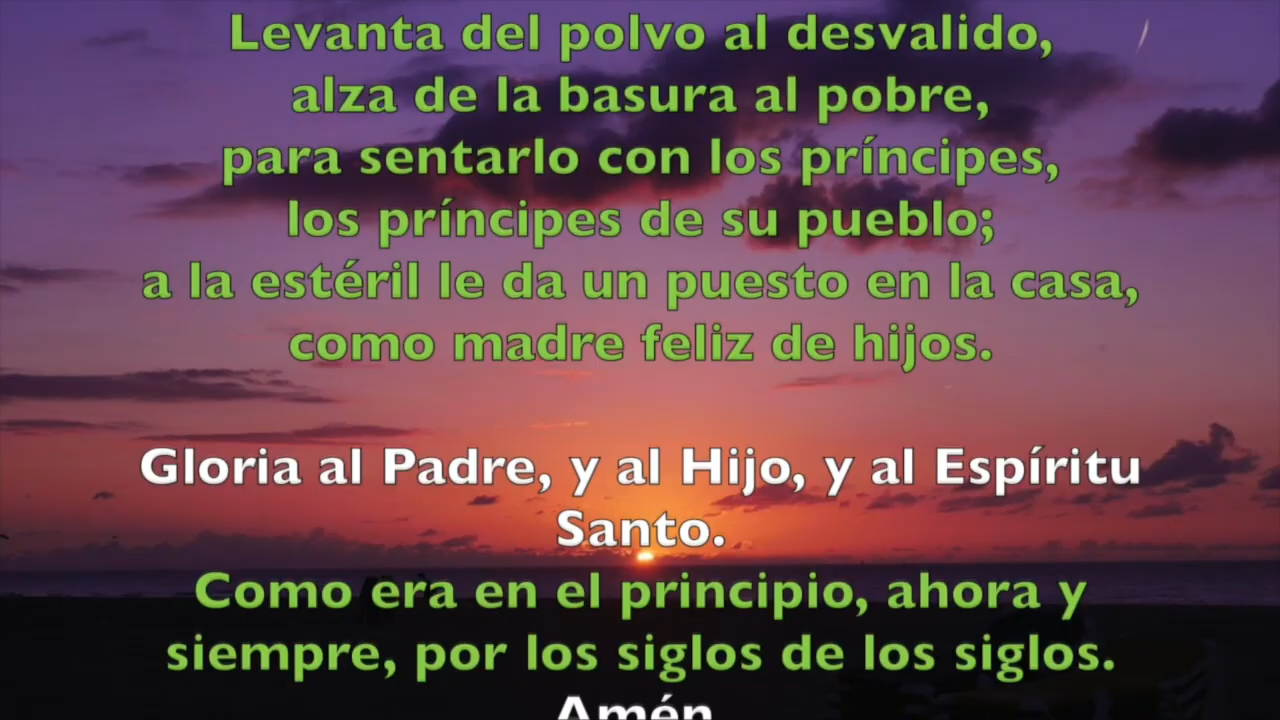 Levanta del polvo al desvalido,
alza de la basura al pobre,
para sentarlo con los príncipes,
los príncipes de su pueblo;
a la estéril le da un puesto en la casa,
como madre feliz de hijos.
Gloria al Padre, y al Hijo, y al Espíritu
Santo.
Como era en el principio, ahora y
siempre, por los siglos de los siglos.
Amén